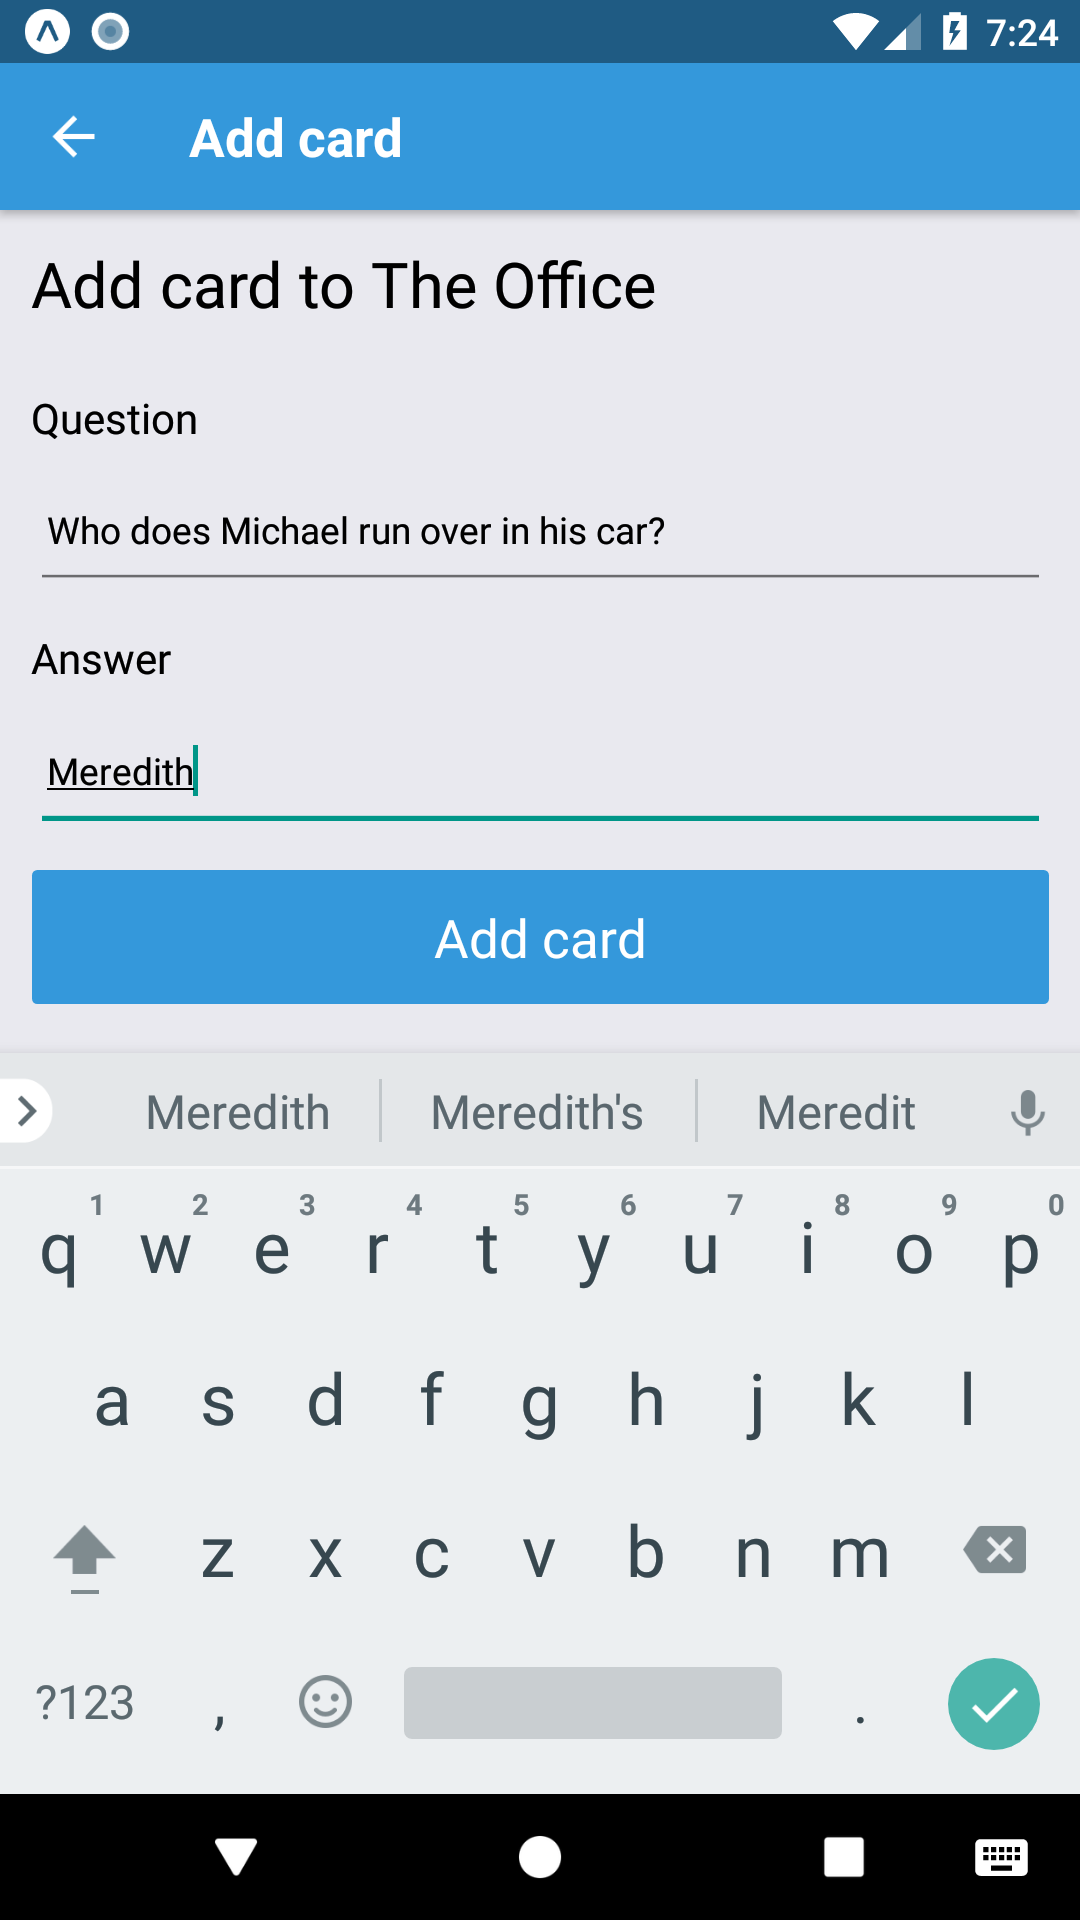 7:24
Add card
Add card to The Office
Question
Who does Michael run over in his car?
Answer
Meredith
Add card
Meredith Meredith's Meredit
1 2 3 4 5 6 7 8 9 0
q w e r t y u i o p
a s d f g h j k l
z x c v b n m
?123 , .